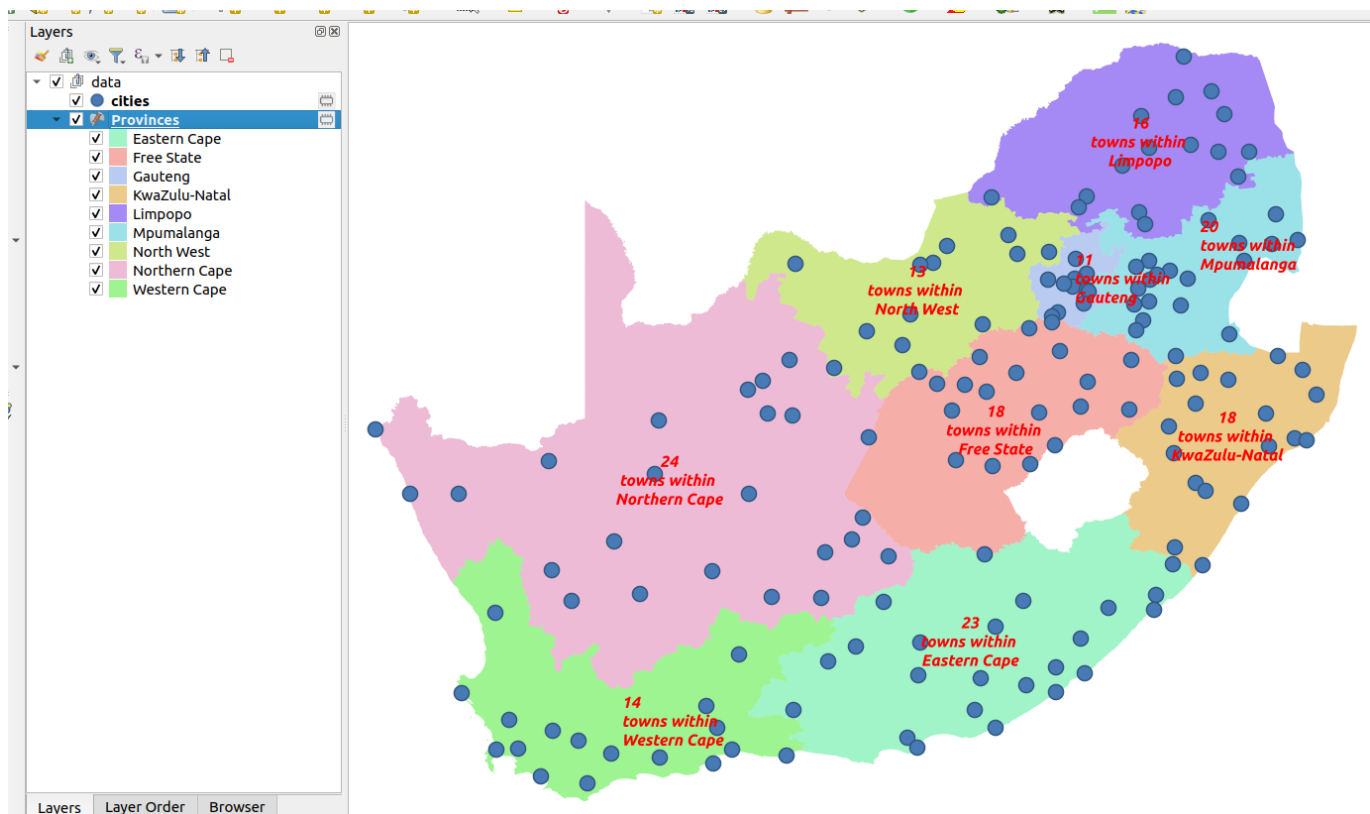 Layers
data
cities
Provinces
Eastern Cape
Free State
Gauteng
KwaZulu-Natal
Limpopo
Mpumalanga
North West
Northern Cape
Western Cape
16
towns within
Limpopo
20
towns within
Mpumalanga
11
towns within
Gauteng
13
towns within
North West
18
towns within
Free State
18
towns within
KwaZulu-Natal
24
towns within
Northern Cape
23
towns within
Eastern Cape
14
towns within
Western Cape
Layers Layer Order Browser